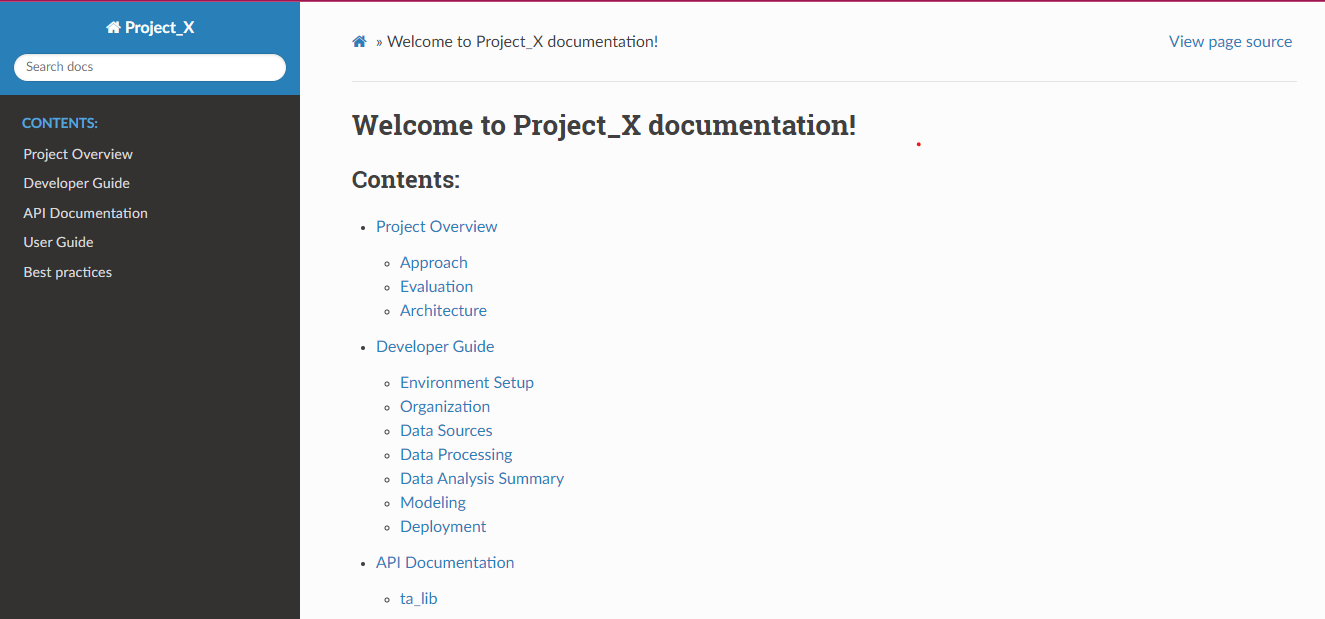 Project_X
Search docs
CONTENTS:
Project Overview
Developer Guide
API Documentation
User Guide
Best practices
» Welcome to Project_X documentation!
View page source
Welcome to Project_X documentation!
Contents:
Project Overview
Approach
Evaluation
Architecture
Developer Guide
Environment Setup
Organization
Data Sources
Data Processing
Data Analysis Summary
Modeling
Deployment
API Documentation
ta_lib